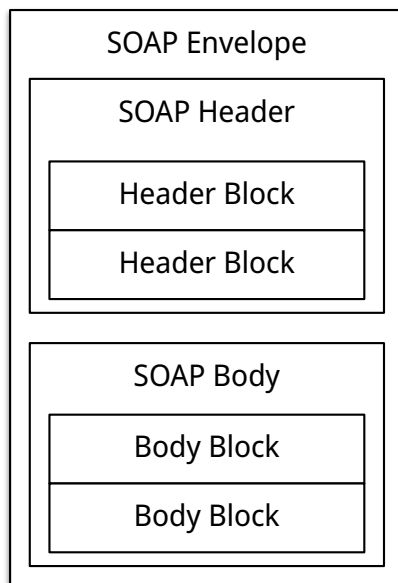 SOAP Envelope
SOAP Header
Header Block
Header Block
SOAP Body
Body Block
Body Block